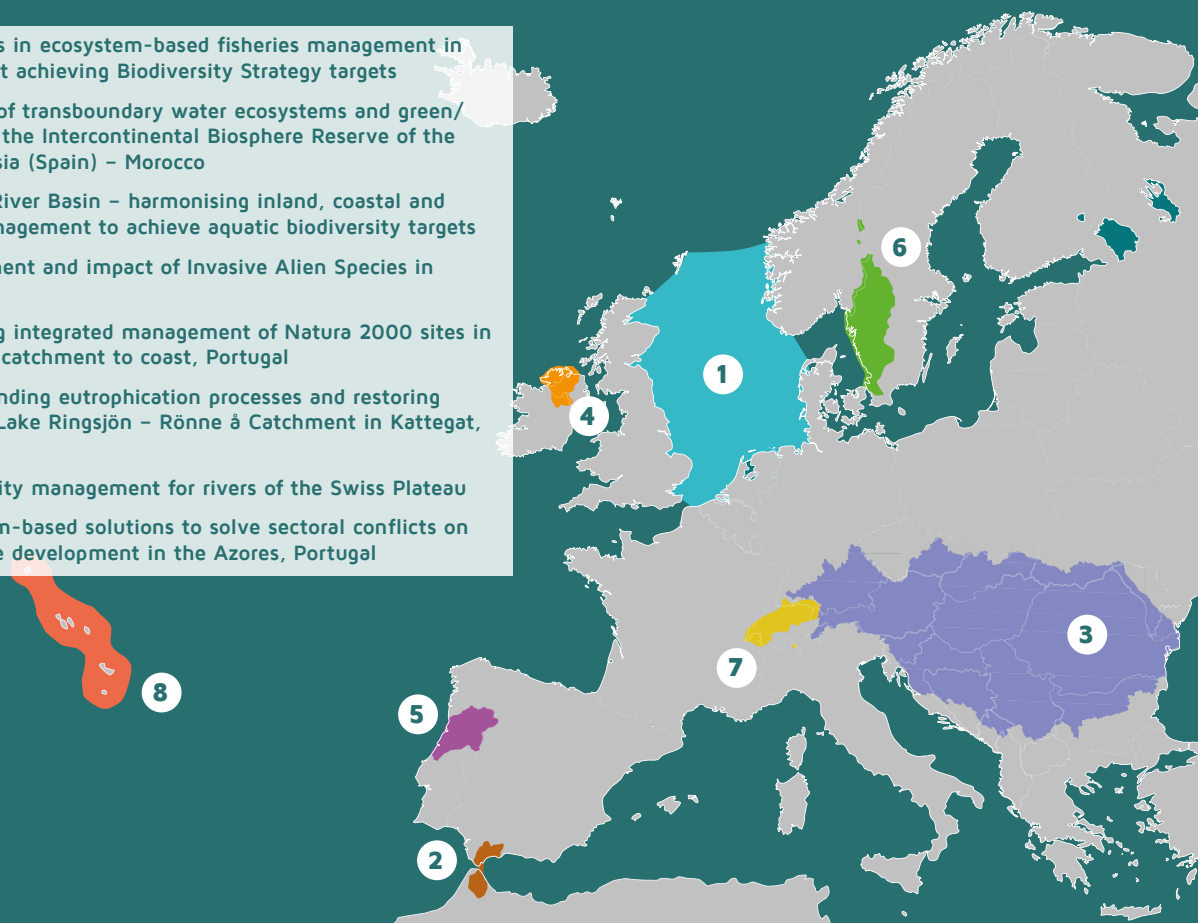 s in ecosystem-based fisheries management in
t achieving Biodiversity Strategy targets
of transboundary water ecosystems and green/
the Intercontinental Biosphere Reserve of the
sia (Spain) – Morocco
River Basin – harmonising inland, coastal and
nagement to achieve aquatic biodiversity targets
ent and impact of Invasive Alien Species in
g integrated management of Natura 2000 sites in
catchment to coast, Portugal
nding eutrophication processes and restoring
Lake Ringsjön – Rönne å Catchment in Kattegat,
ity management for rivers of the Swiss Plateau
n-based solutions to solve sectoral conflicts on
e development in the Azores, Portugal
6
1
4
3
7
8
5
2